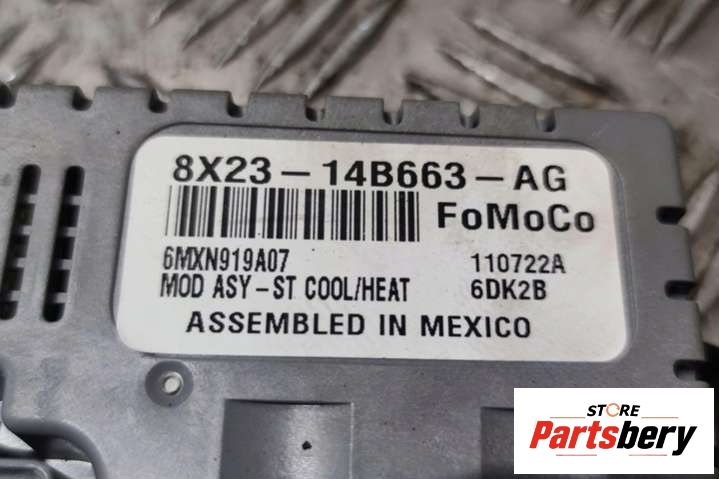 8X23-14B663-AG
FoMoCo
6MXN919A07 110722A
MOD ASY-ST COOL/HEAT 6DK2B
ASSEMBLED IN MEXICO
STORE
Partsbery